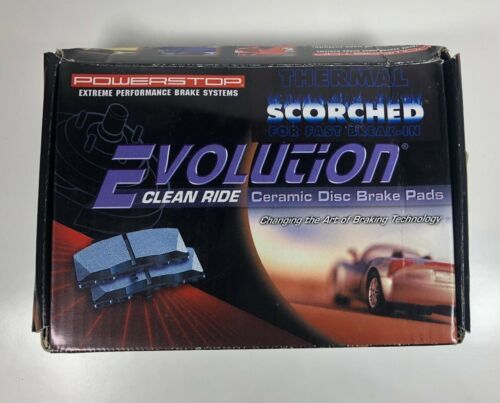 POWERSTOP
EXTREME PERFORMANCE BRAKE SYSTEMS
THERMAL
SCORCHED
FOR FAST BREAK-IN
EVOLUTION®
CLEAN RIDE Ceramic Disc Brake Pads
Changing the Art of Braking Technology